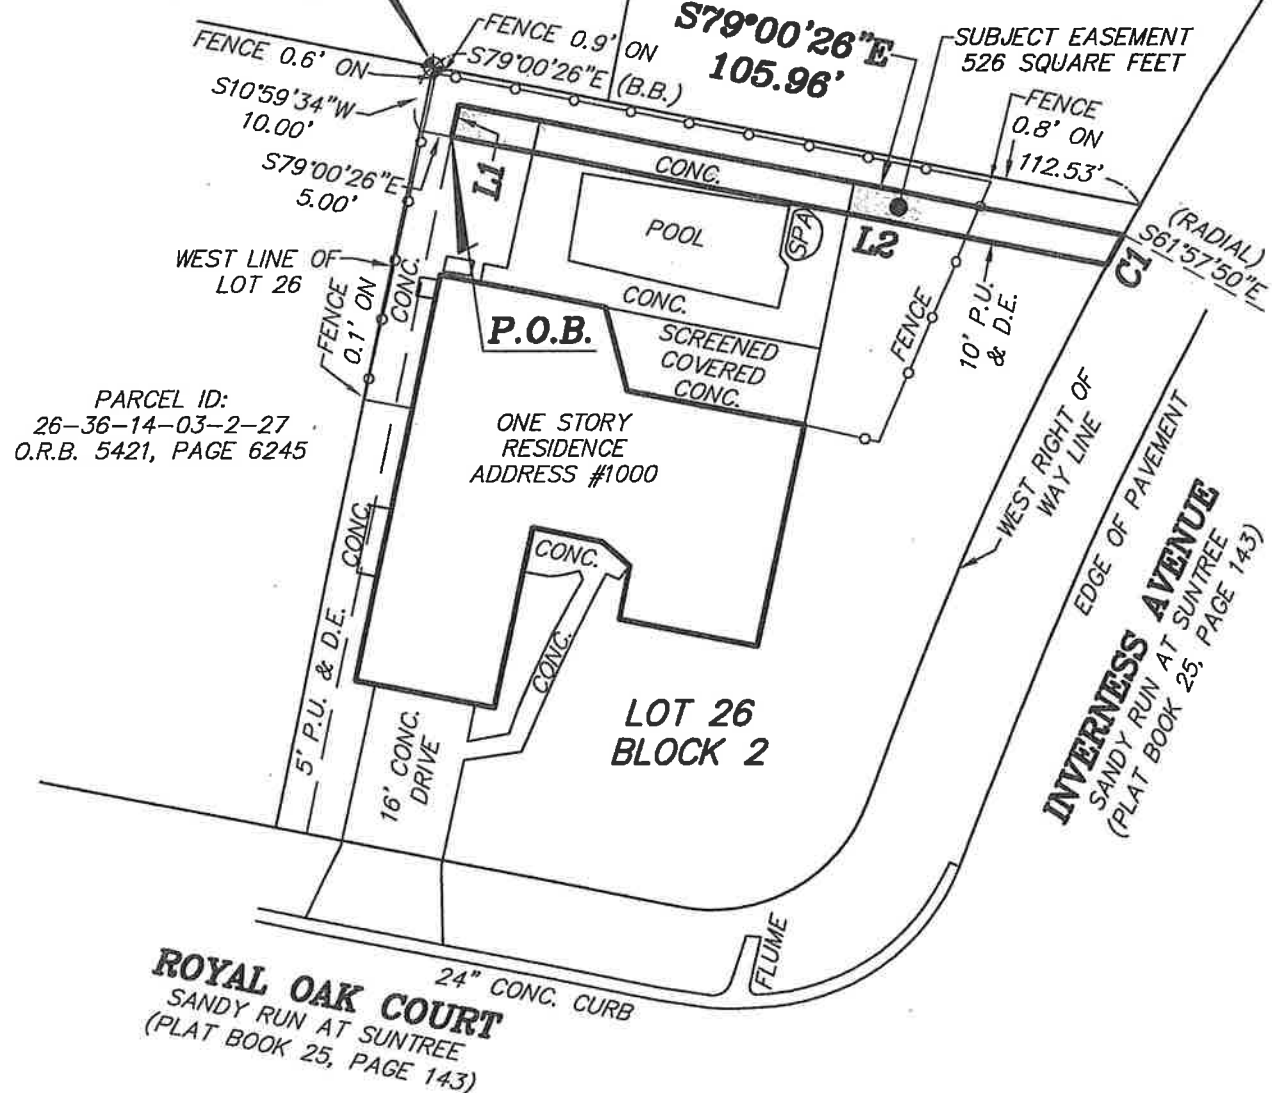 FENCE 0.6' ON
FENCE 0.9' ON
S79°00'26"E (B.B.)
S79°00'26"E
105.96'
SUBJECT EASEMENT
526 SQUARE FEET
S10°59'34"W
10.00'
FENCE
0.8' ON
112.53'
S79°00'26"E
5.00'
L1
CONC.
POOL
SPA
L2
(RADIAL)
S61°57'50"E
C1
WEST LINE OF
LOT 26
CONC.
FENCE
0.1' ON
CONC.
P.O.B.
SCREENED
COVERED
CONC.
FENCE
10' P.U.
& D.E.
PARCEL ID:
26-36-14-03-2-27
O.R.B. 5421, PAGE 6245
ONE STORY
RESIDENCE
ADDRESS #1000
WEST RIGHT OF
WAY LINE
EDGE OF PAVEMENT
CONC.
CONC.
CONC.
5' P.U. & D.E.
16' CONC.
DRIVE
LOT 26
BLOCK 2
INVERNESS AVENUE
SANDY RUN AT SUNTREE
(PLAT BOOK 25, PAGE 143)
FLUME
24" CONC. CURB
ROYAL OAK COURT
SANDY RUN AT SUNTREE
(PLAT BOOK 25, PAGE 143)